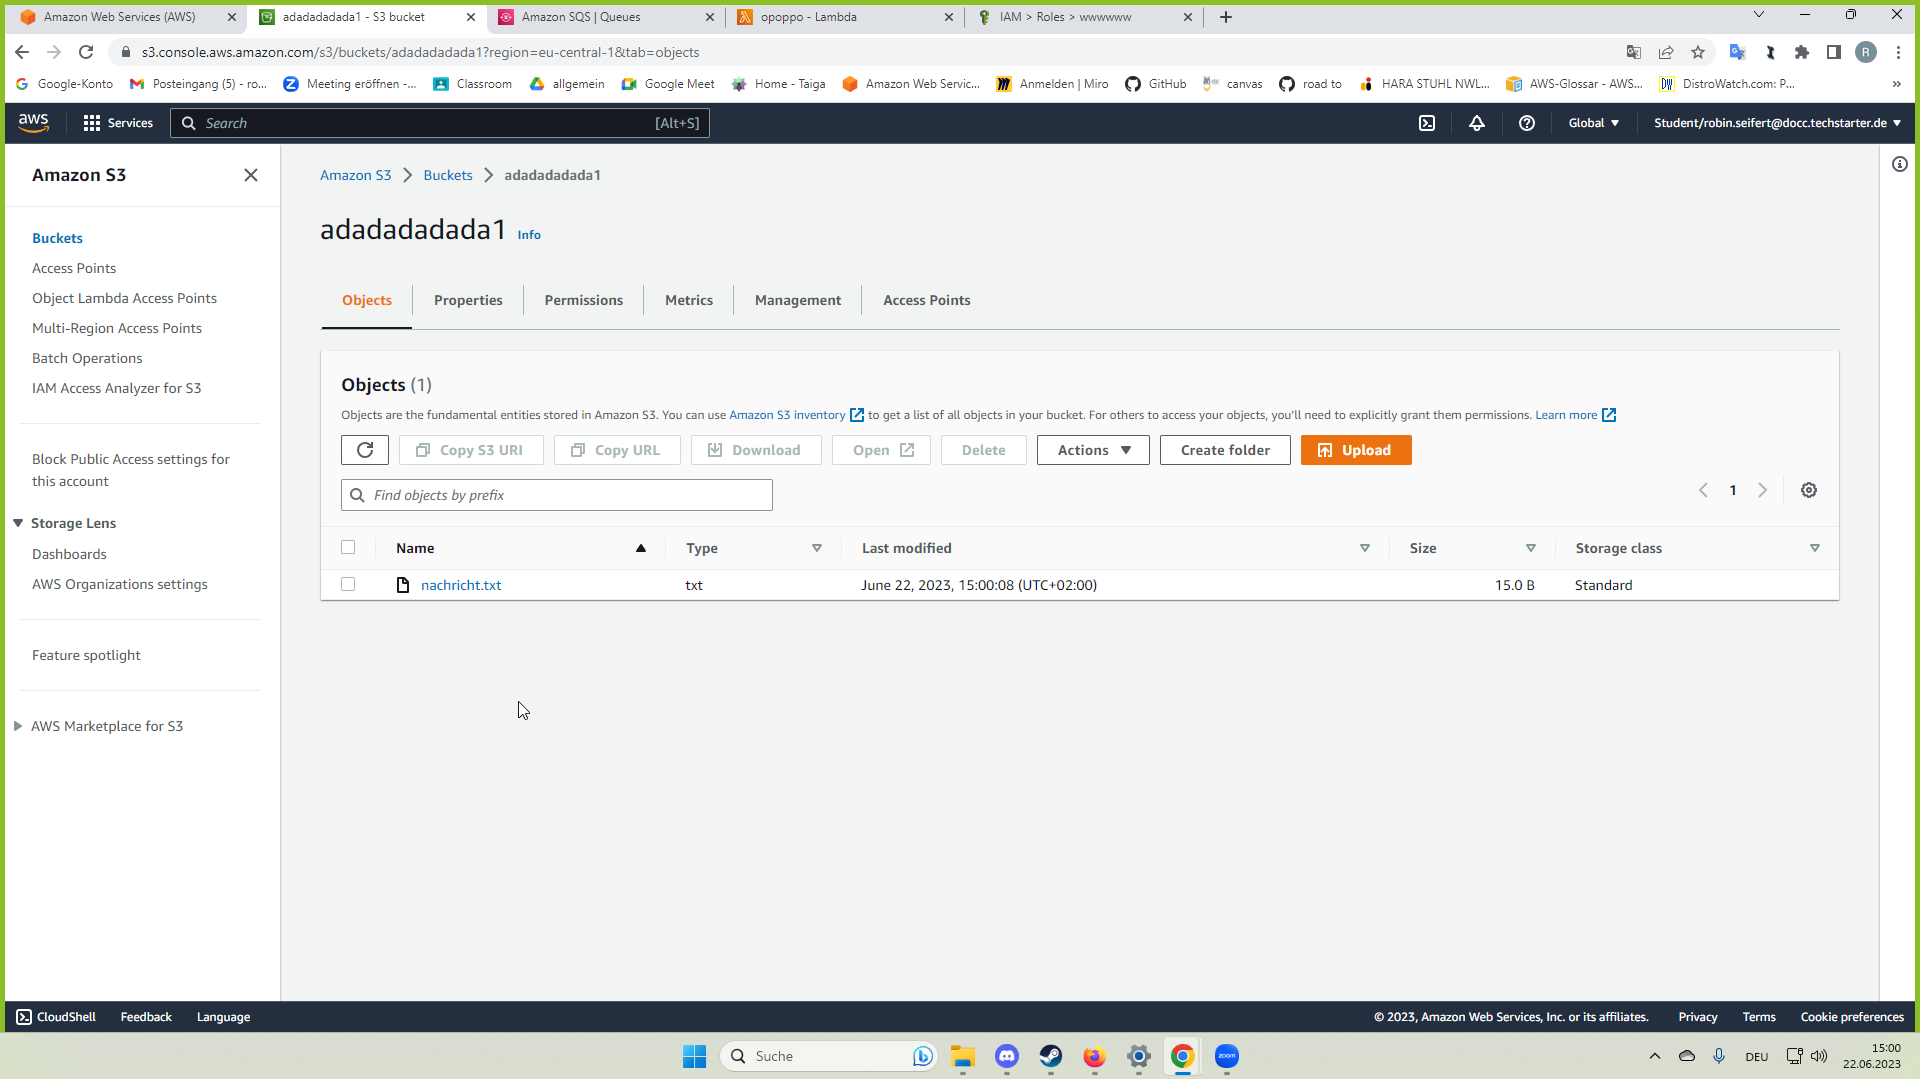 Amazon Web Services (AWS)
adadadadada1 - S3 bucket
Amazon SQS | Queues
opoppo - Lambda
IAM > Roles > wwwwww
s3.console.aws.amazon.com/s3/buckets/adadadadada1?region=eu-central-1&tab=objects
R
Google-Konto
Posteingang (5) - ro...
Meeting eröffnen -...
Classroom
allgemein
Google Meet
Home - Taiga
Amazon Web Servic...
Anmelden | Miro
GitHub
canvas
road to
HARA STUHL NWL...
AWS-Glossar - AWS...
DistroWatch.com: P...
»
aws
Services
Search
[Alt+S]
Global
Student/robin.seifert@docc.techstarter.de
Amazon S3
Buckets
Access Points
Object Lambda Access Points
Multi-Region Access Points
Batch Operations
IAM Access Analyzer for S3
Block Public Access settings for
this account
Storage Lens
Dashboards
AWS Organizations settings
Feature spotlight
AWS Marketplace for S3
Amazon S3 > Buckets > adadadadada1
adadadadada1 Info
Objects
Properties
Permissions
Metrics
Management
Access Points
Objects (1)
Objects are the fundamental entities stored in Amazon S3. You can use Amazon S3 inventory to get a list of all objects in your bucket. For others to access your objects, you'll need to explicitly grant them permissions. Learn more
Copy S3 URI
Copy URL
Download
Open
Delete
Actions
Create folder
Upload
Find objects by prefix
1
Name
Type
Last modified
Size
Storage class
nachricht.txt
txt
June 22, 2023, 15:00:08 (UTC+02:00)
15.0 B
Standard
CloudShell
Feedback
Language
© 2023, Amazon Web Services, Inc. or its affiliates.
Privacy
Terms
Cookie preferences
Suche
zoom
DEU
15:00
22.06.2023